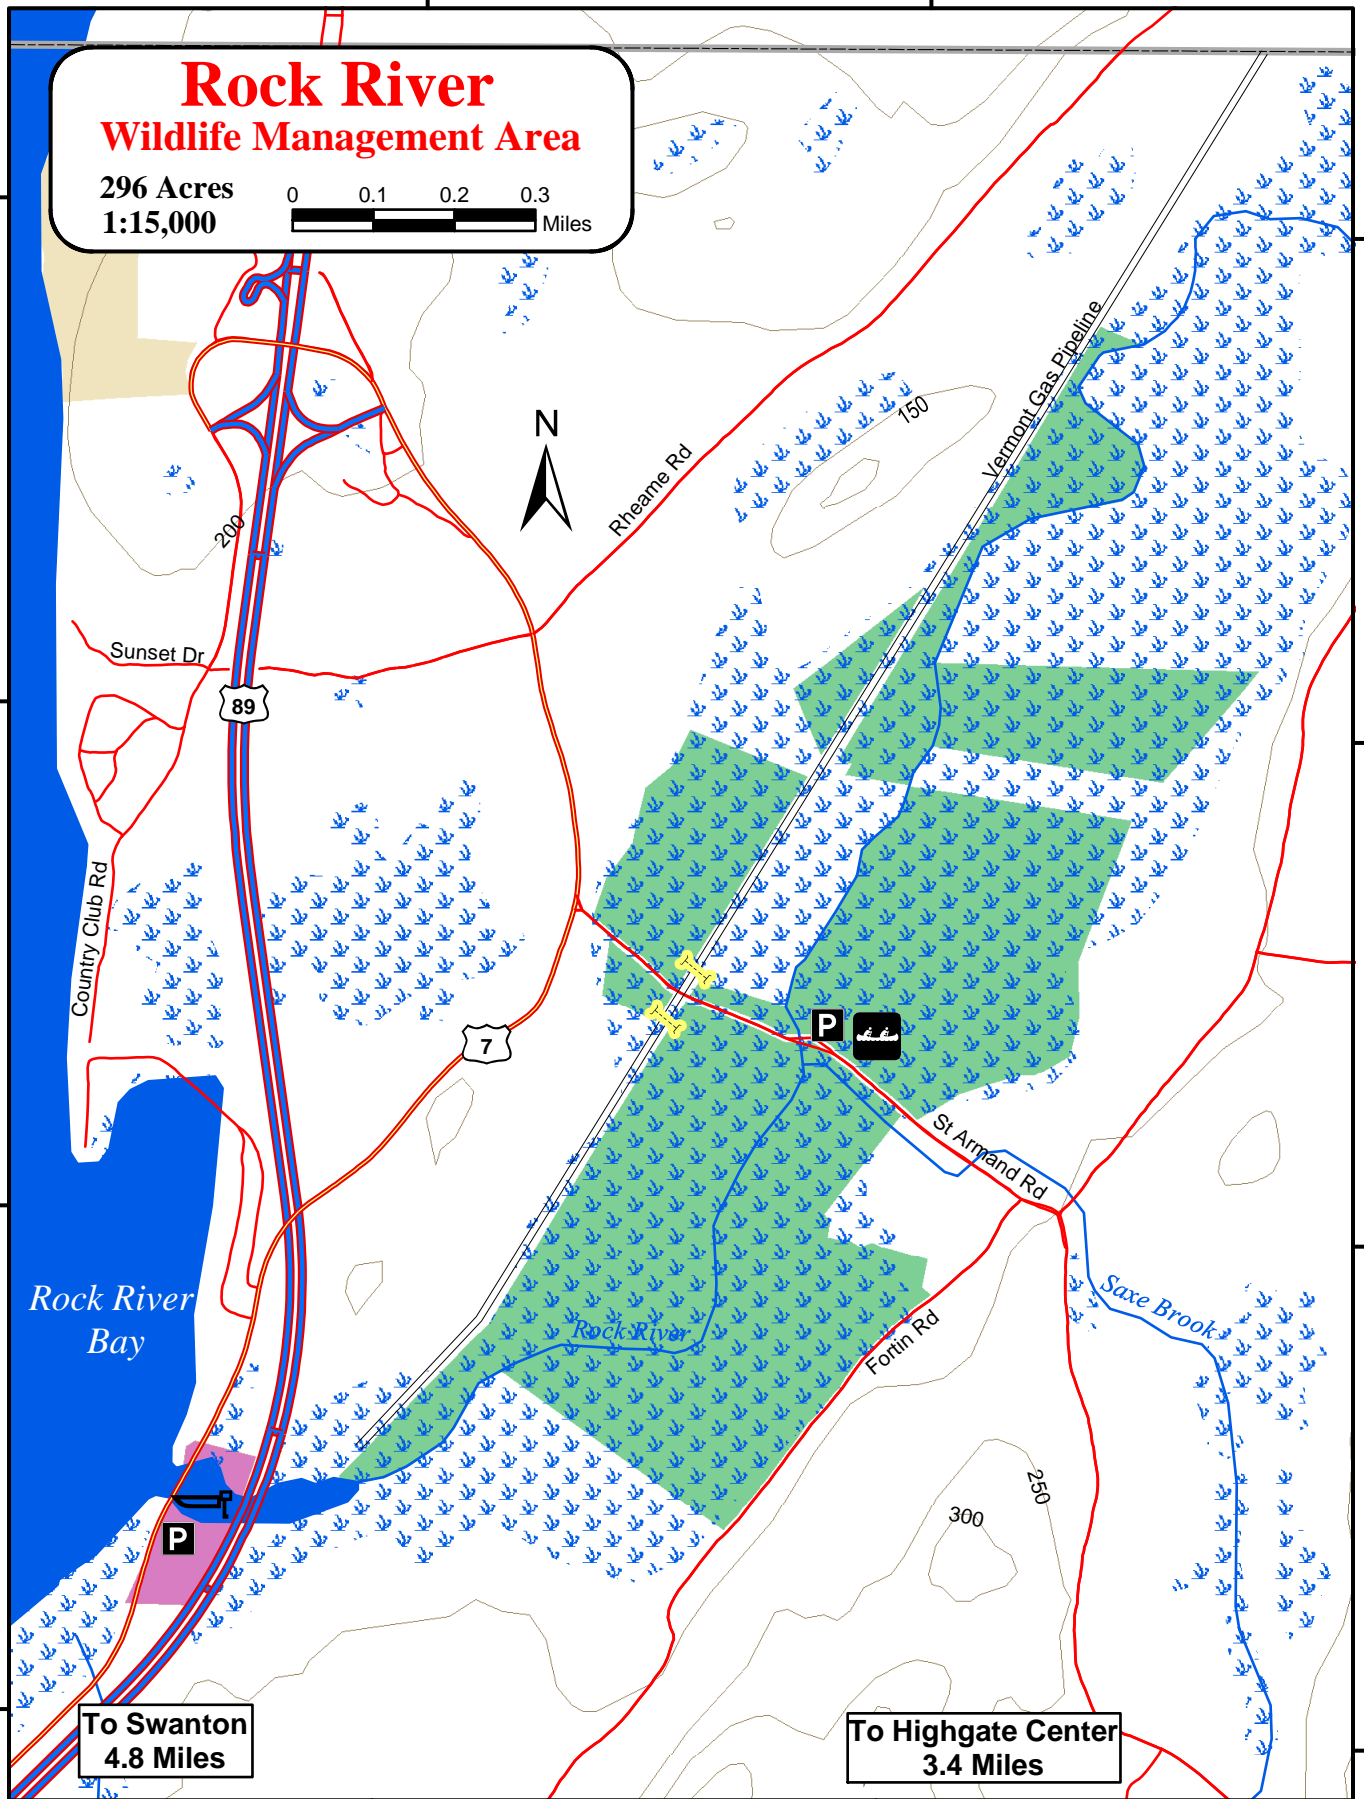 Rock River
Wildlife Management Area
296 Acres
1:15,000
0 0.1 0.2 0.3
Miles
Vermont Gas Pipeline
150
N
Rheame Rd
200
Sunset Dr
89
Country Club Rd
7
P
St Armand Rd
Rock River
Bay
Saxe Brook
Rock River
Fortin Rd
250
300
P
To Swanton
4.8 Miles
To Highgate Center
3.4 Miles